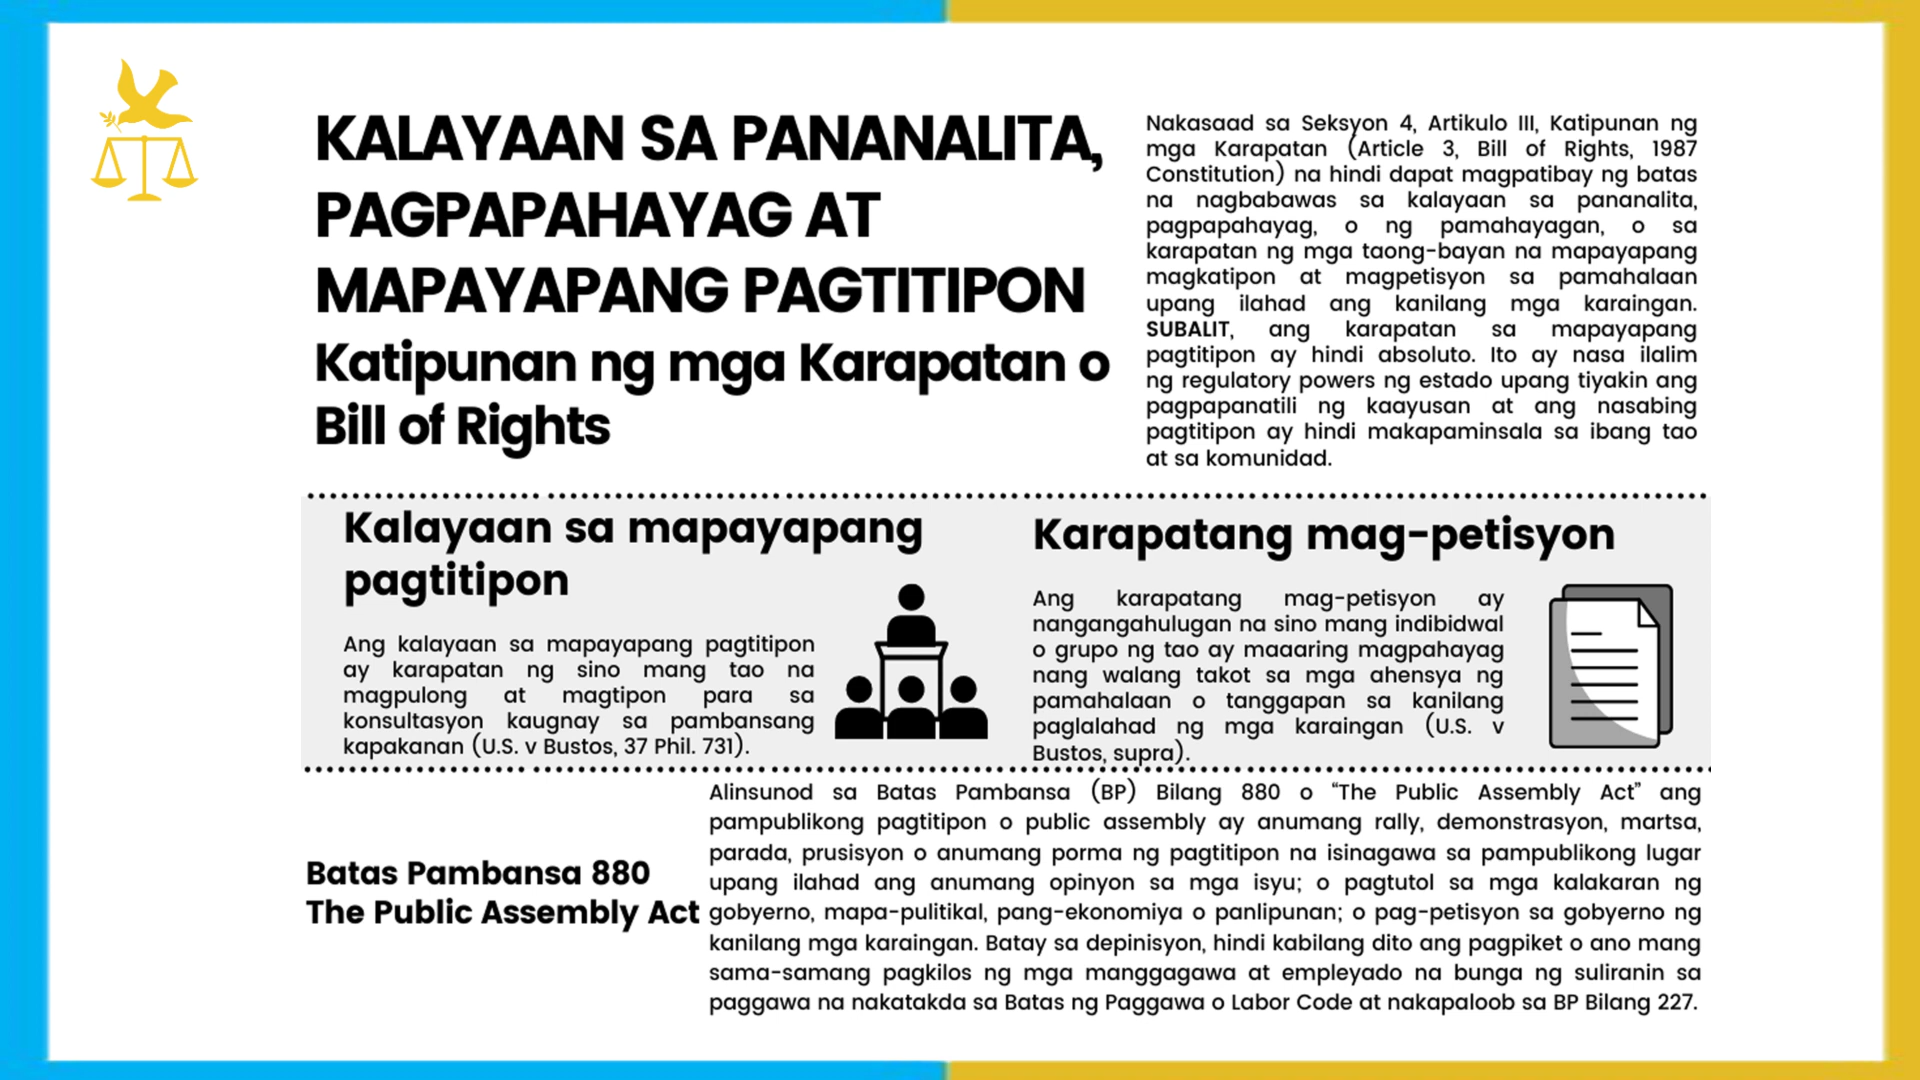 KALAYAAN SA PANANALITA,
PAGPAPAHAYAG AT
MAPAYAPANG PAGTITIPON
Katipunan ng mga Karapatan o
Bill of Rights
Nakasaad sa Seksyon 4, Artikulo III, Katipunan ng
mga Karapatan (Article 3, Bill of Rights, 1987
Constitution) na hindi dapat magpatibay ng batas
na nagbabawas sa kalayaan sa pananalita,
pagpapahayag, o ng pamahayagan, o sa
karapatan ng mga taong-bayan na mapayapang
magkatipon at magpetisyon sa pamahalaan
upang ilahad ang kanilang mga karaingan.
SUBALIT, ang karapatan sa mapayapang
pagtitipon ay hindi absoluto. Ito ay nasa ilalim
ng regulatory powers ng estado upang tiyakin ang
pagpapanatili ng kaayusan at ang nasabing
pagtitipon ay hindi makapaminsala sa ibang tao
at sa komunidad.
Kalayaan sa mapayapang
pagtitipon
Ang kalayaan sa mapayapang pagtitipon
ay karapatan ng sino mang tao na
magpulong at magtipon para sa
konsultasyon kaugnay sa pambansang
kapakanan (U.S. v Bustos, 37 Phil. 731).
Karapatang mag-petisyon
Ang karapatang mag-petisyon ay
nangangahulugan na sino mang indibidwal
o grupo ng tao ay maaaring magpahayag
nang walang takot sa mga ahensya ng
pamahalaan o tanggapan sa kanilang
paglalahad ng mga karaingan (U.S. v
Bustos, supra).
Batas Pambansa 880
The Public Assembly Act
Alinsunod sa Batas Pambansa (BP) Bilang 880 o “The Public Assembly Act” ang
pampublikong pagtitipon o public assembly ay anumang rally, demonstrasyon, martsa,
parada, prusisyon o anumang porma ng pagtitipon na isinagawa sa pampublikong lugar
upang ilahad ang anumang opinyon sa mga isyu; o pagtutol sa mga kalakaran ng
gobyerno, mapa-pulitikal, pang-ekonomiya o panlipunan; o pag-petisyon sa gobyerno ng
kanilang mga karaingan. Batay sa depinisyon, hindi kabilang dito ang pagpiket o ano mang
sama-samang pagkilos ng mga manggagawa at empleyado na bunga ng suliranin sa
paggawa na nakatakda sa Batas ng Paggawa o Labor Code at nakapaloob sa BP Bilang 227.